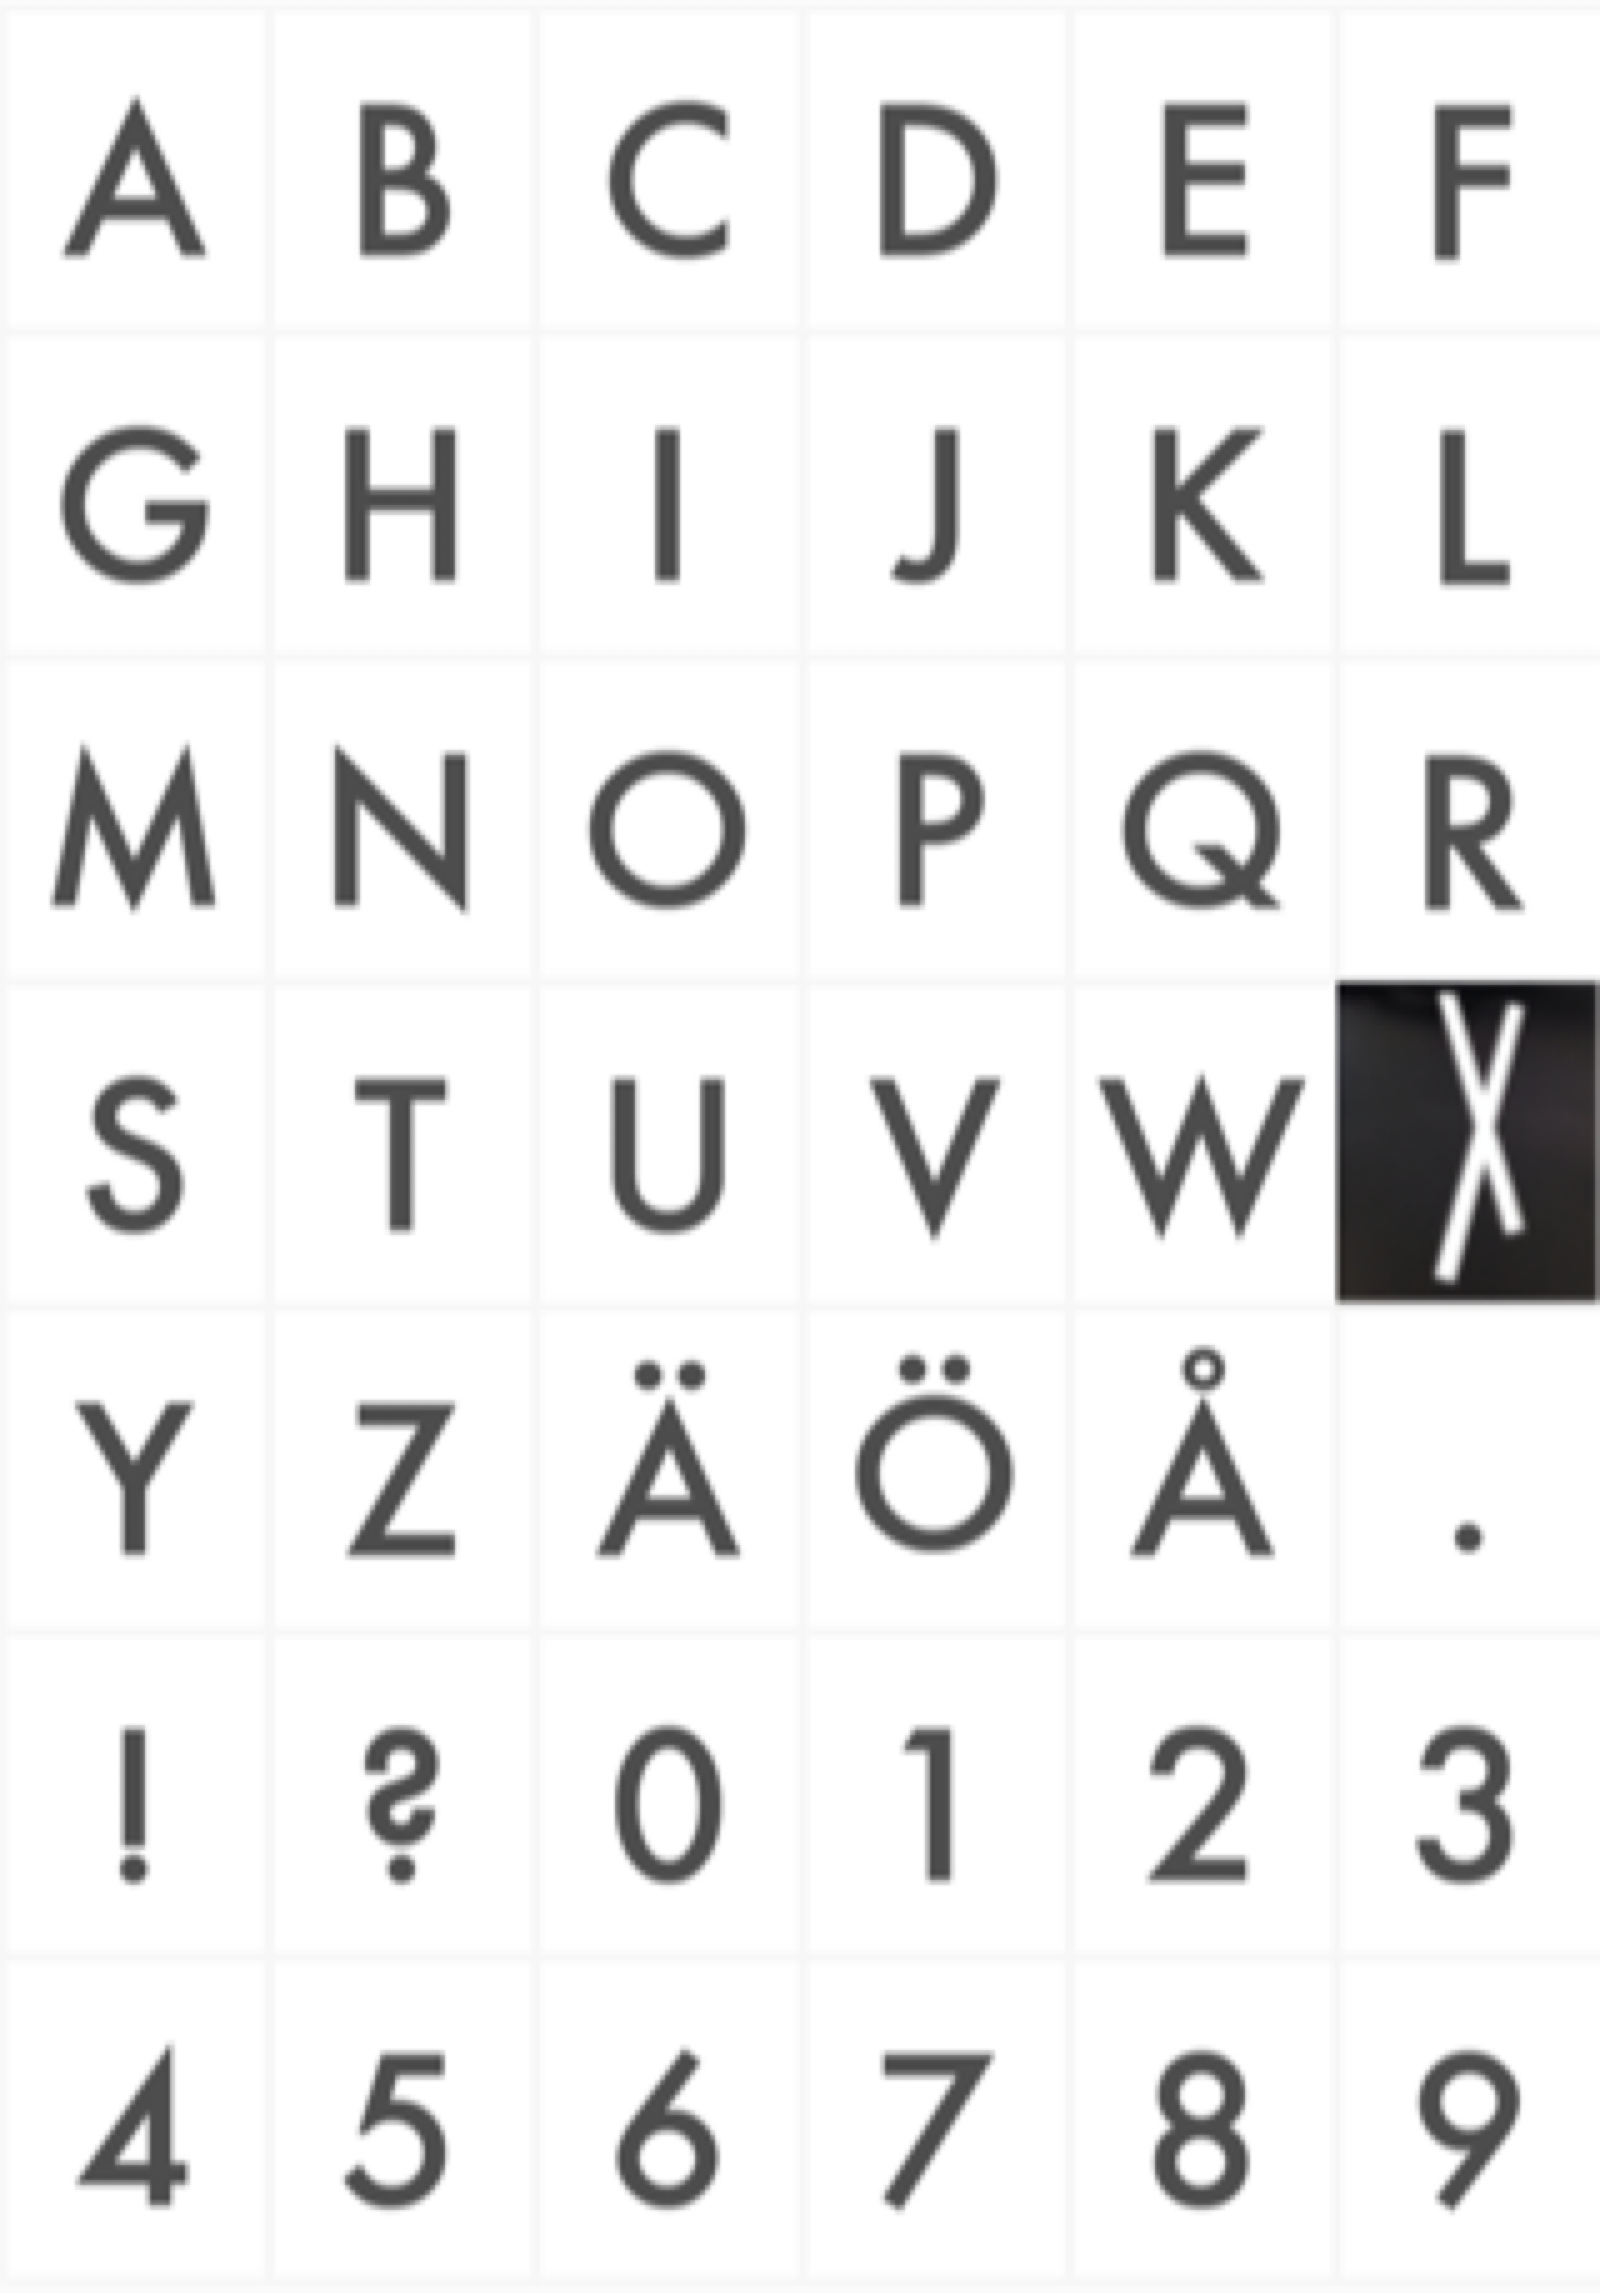 A B C D E F
G H I J K L
M N O P Q R
S T U V W X
Y Z Ä Ö Å .
! ? 0 1 2 3
4 5 6 7 8 9